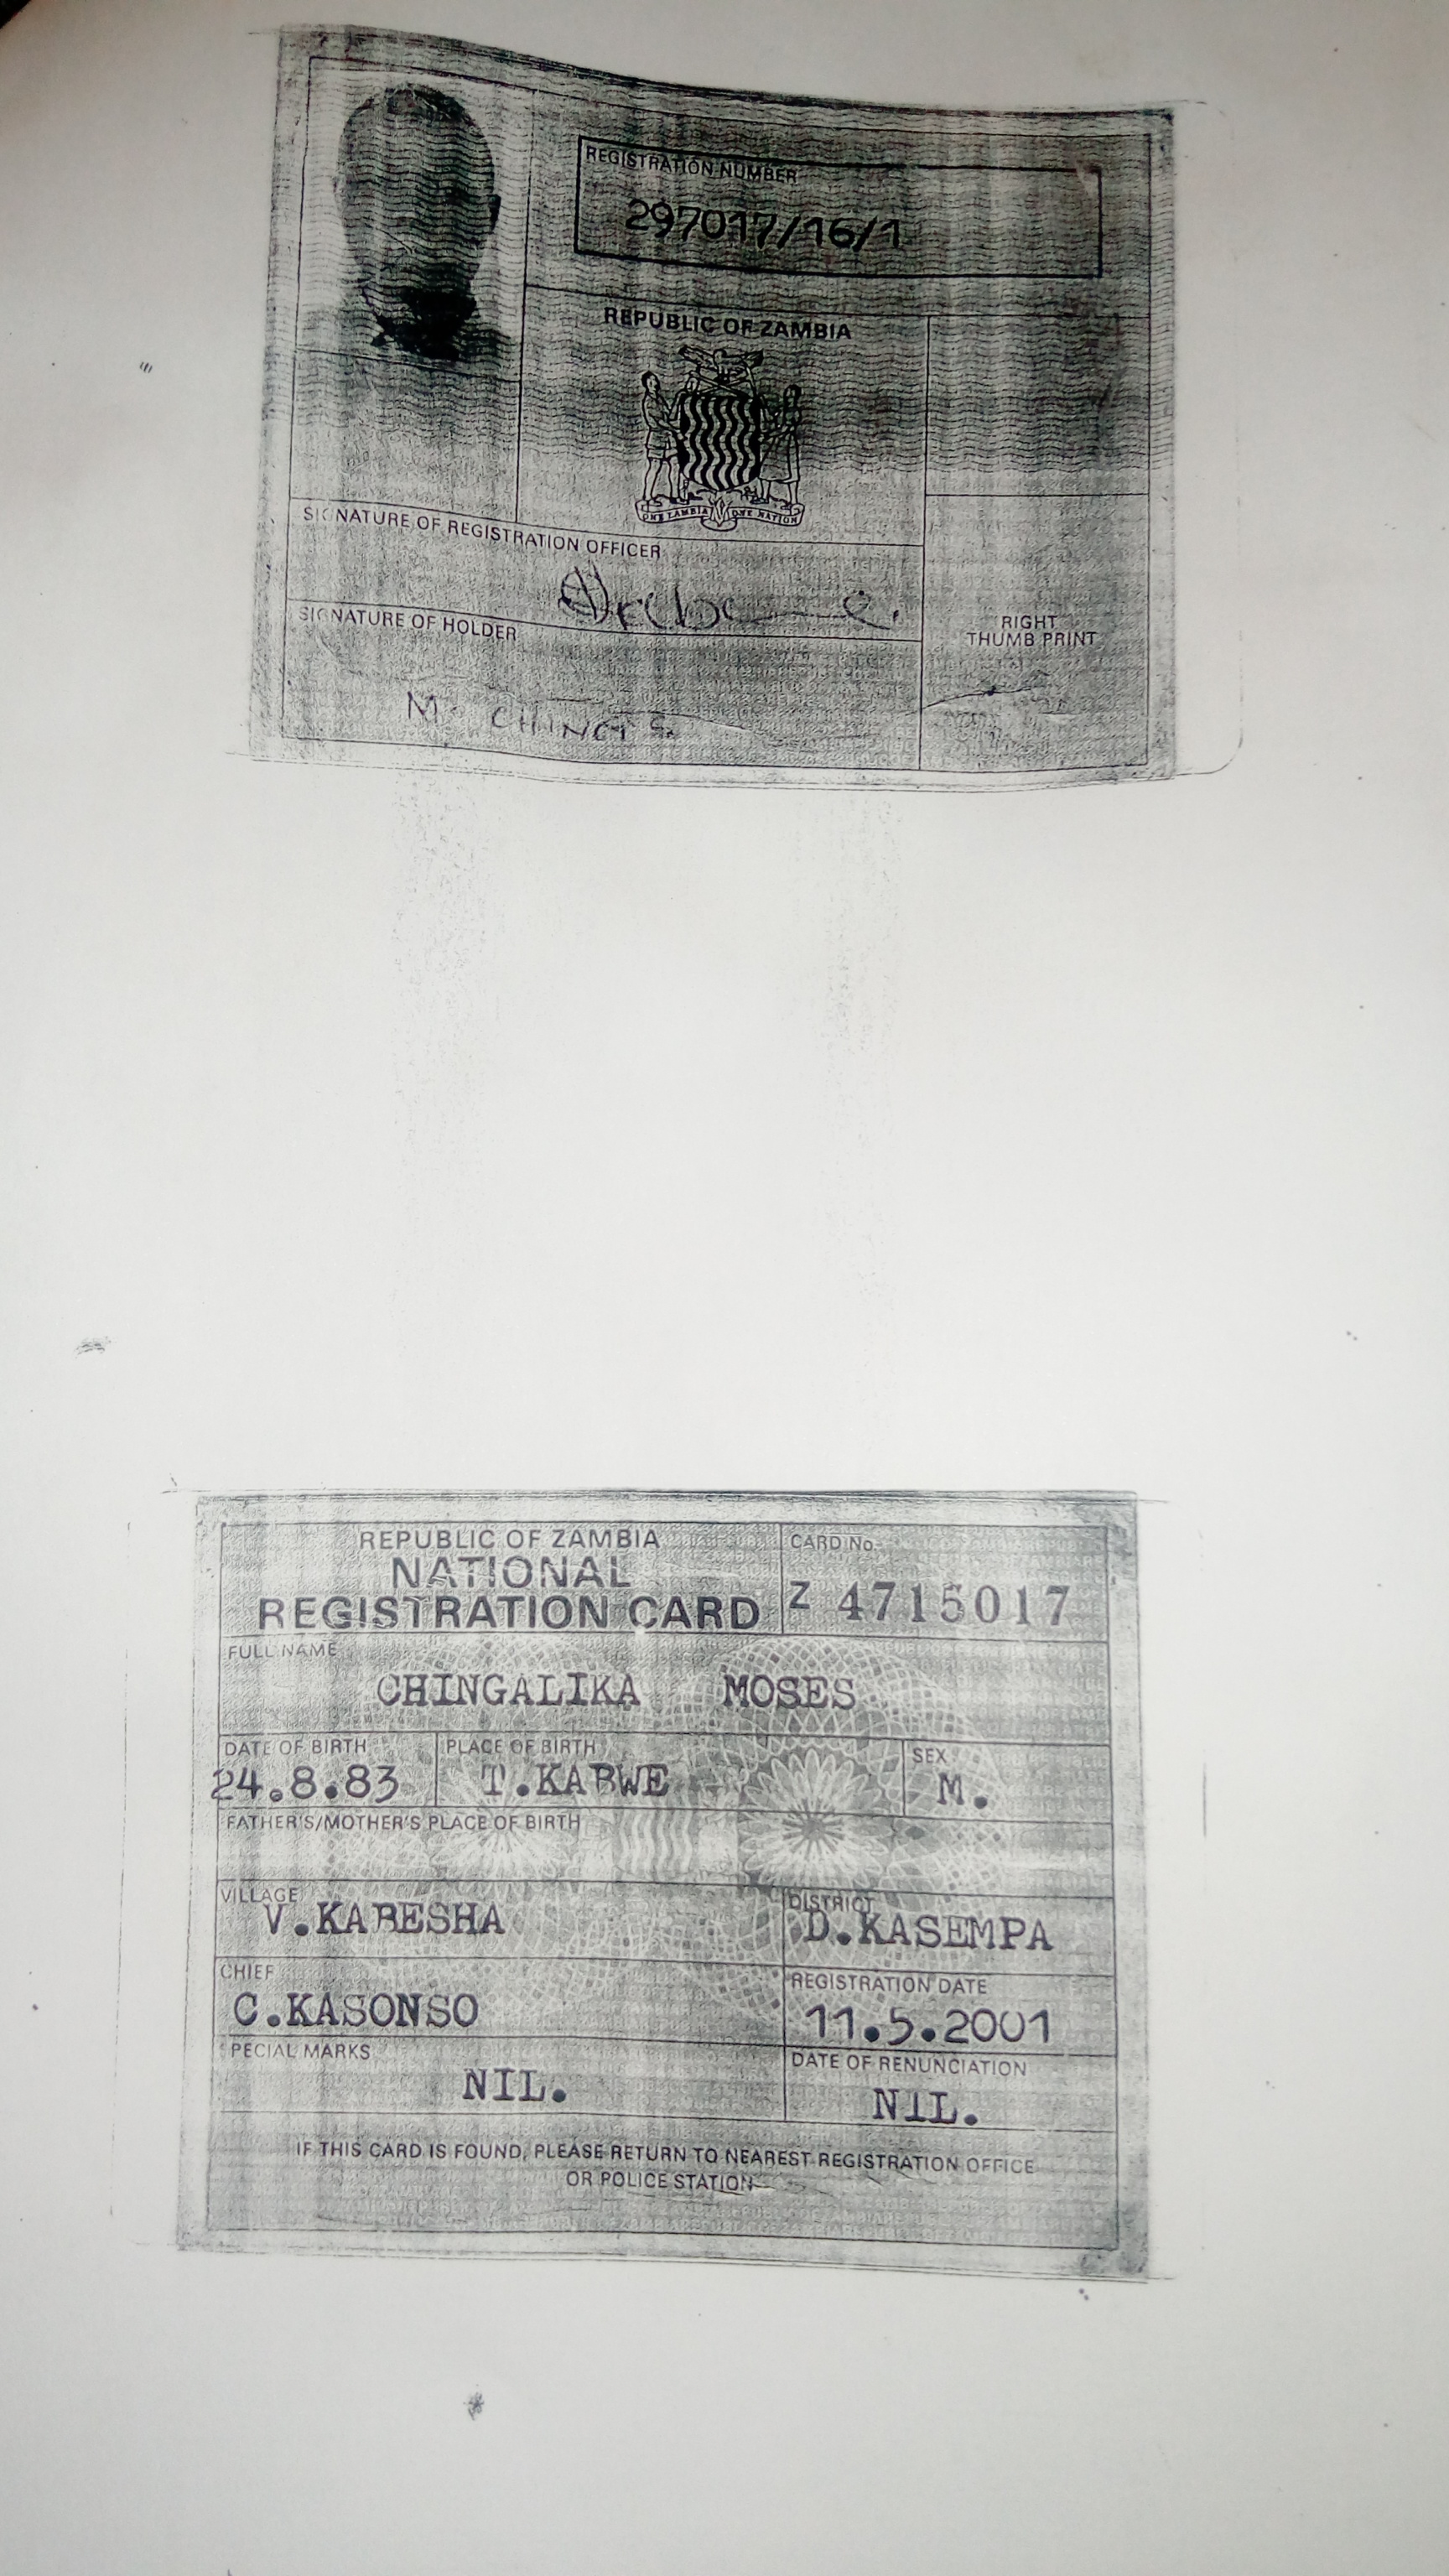 REGISTRATION NUMBER
297017/16/1
REPUBLIC OF ZAMBIA
ONE ZAMBIA ONE NATION
SIGNATURE OF REGISTRATION OFFICER
SIGNATURE OF HOLDER
RIGHT
THUMB PRINT
M. CHING
REPUBLIC OF ZAMBIA
NATIONAL
REGISTRATION CARD
CARD No.
Z 4715017
FULL NAME
CHINGALIKA MOSES
DATE OF BIRTH PLACE OF BIRTH SEX
24.8.83 T.KABWE M.
FATHER'S/MOTHER'S PLACE OF BIRTH
VILLAGE DISTRICT
V.KABESHA D.KASEMPA
CHIEF REGISTRATION DATE
C.KASONSO 11.5.2001
SPECIAL MARKS DATE OF RENUNCIATION
NIL. NIL.
IF THIS CARD IS FOUND, PLEASE RETURN TO NEAREST REGISTRATION OFFICE
OR POLICE STATION